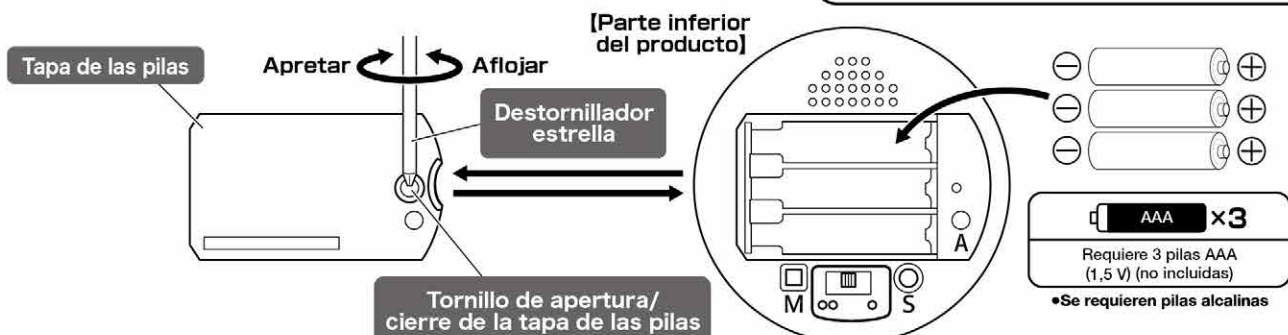 【Parte inferior
del producto】
Tapa de las pilas
Apretar
Aflojar
Destornillador
estrella
Tornillo de apertura/
cierre de la tapa de las pilas
A
M
S
AAA ×3
Requiere 3 pilas AAA
(1,5 V) (no incluidas)
•Se requieren pilas alcalinas